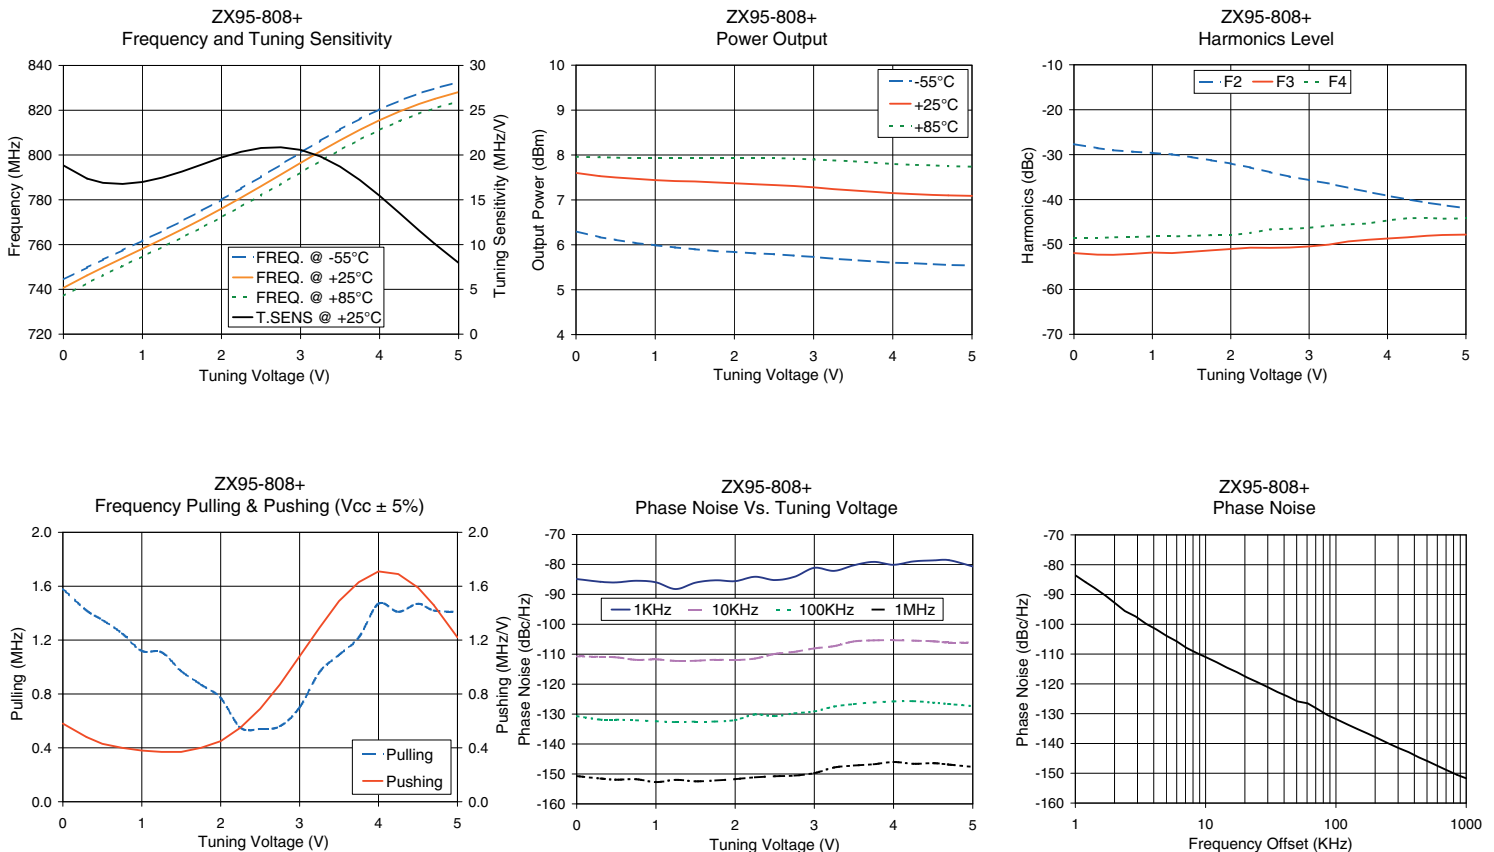 ZX95-808+
Frequency and Tuning Sensitivity
840
820
800
780
760
740
720
30
25
20
15
10
5
0
Frequency (MHz)
Tuning Sensitivity (MHz/V)
FREQ. @ -55°C
FREQ. @ +25°C
FREQ. @ +85°C
T.SENS @ +25°C
0 1 2 3 4 5
Tuning Voltage (V)
ZX95-808+
Power Output
10
9
8
7
6
5
4
Output Power (dBm)
-55°C
+25°C
+85°C
0 1 2 3 4 5
Tuning Voltage (V)
ZX95-808+
Harmonics Level
-10
-20
-30
-40
-50
-60
-70
Harmonics (dBc)
F2 F3 F4
0 1 2 3 4 5
Tuning Voltage (V)
ZX95-808+
Frequency Pulling & Pushing (Vcc ± 5%)
2.0
1.6
1.2
0.8
0.4
0.0
2.0
1.6
1.2
0.8
0.4
0.0
Pulling (MHz)
Pushing (MHz/V)
Pulling
Pushing
0 1 2 3 4 5
Tuning Voltage (V)
ZX95-808+
Phase Noise Vs. Tuning Voltage
-70
-80
-90
-100
-110
-120
-130
-140
-150
-160
Phase Noise (dBc/Hz)
1KHz 10KHz 100KHz 1MHz
0 1 2 3 4 5
Tuning Voltage (V)
ZX95-808+
Phase Noise
-70
-80
-90
-100
-110
-120
-130
-140
-150
-160
Phase Noise (dBc/Hz)
1 10 100 1000
Frequency Offset (KHz)